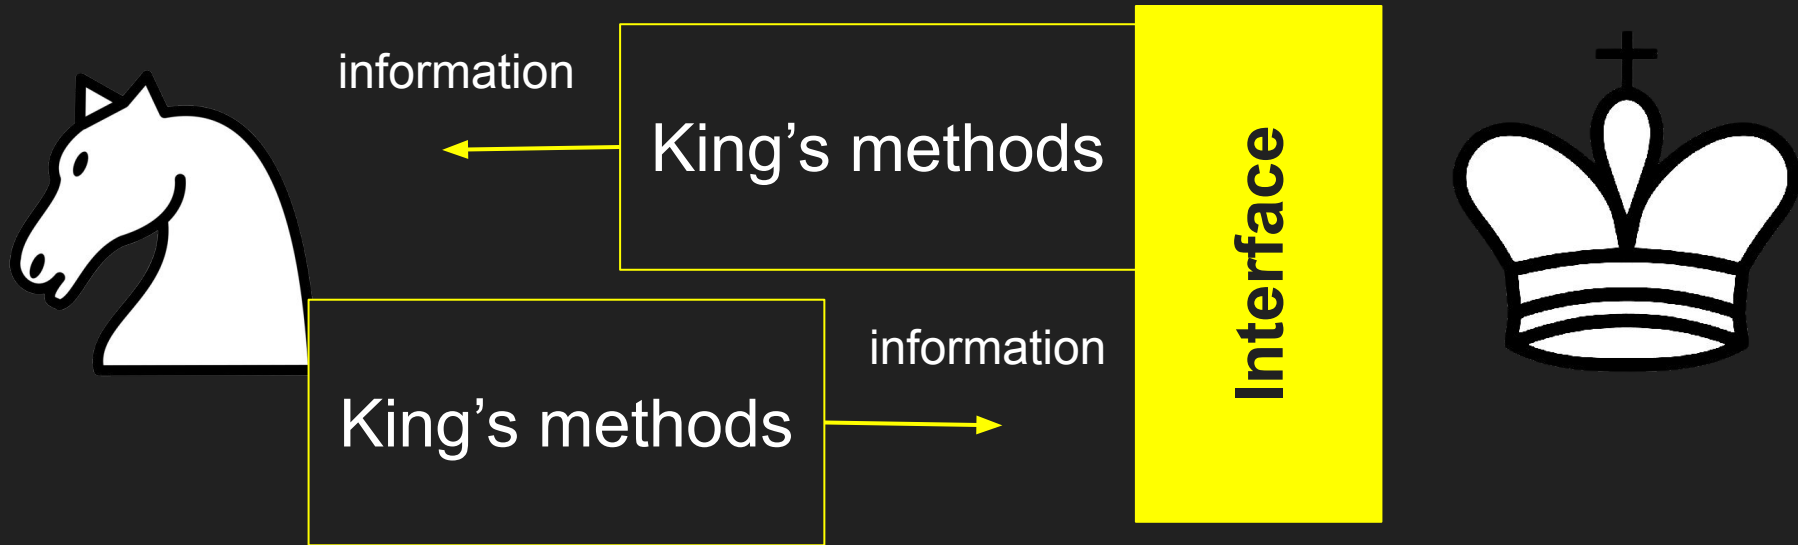 information
King’s methods
Interface
information
King’s methods